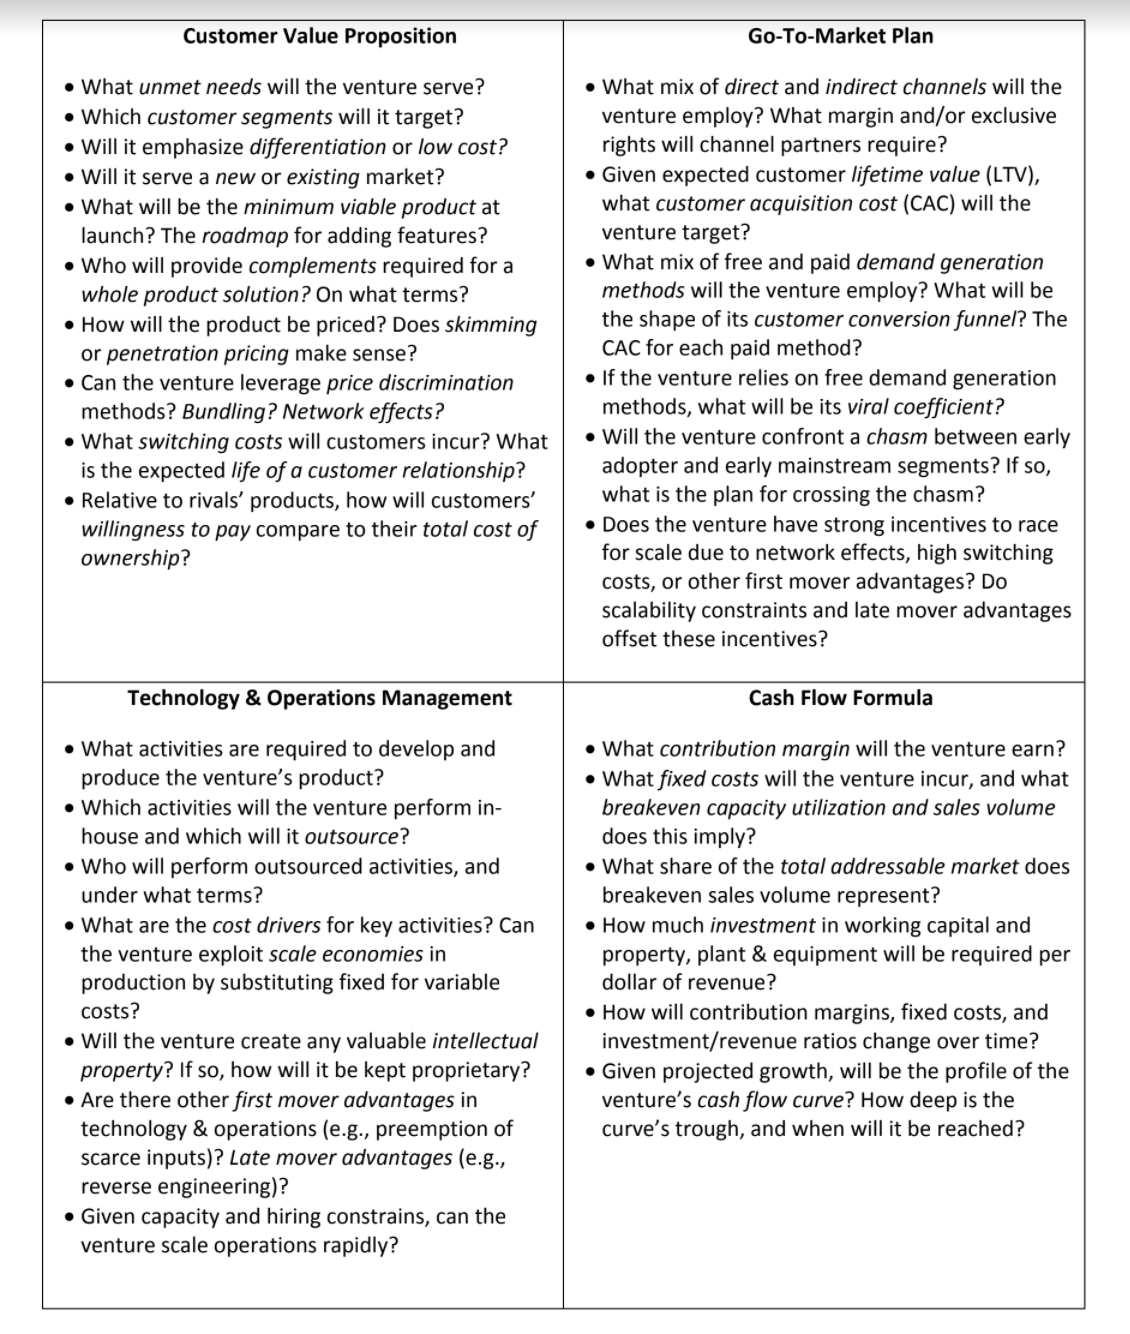 Customer Value Proposition
• What unmet needs will the venture serve?
• Which customer segments will it target?
• Will it emphasize differentiation or low cost?
• Will it serve a new or existing market?
• What will be the minimum viable product at
launch? The roadmap for adding features?
• Who will provide complements required for a
whole product solution? On what terms?
• How will the product be priced? Does skimming
or penetration pricing make sense?
• Can the venture leverage price discrimination
methods? Bundling? Network effects?
• What switching costs will customers incur? What
is the expected life of a customer relationship?
• Relative to rivals’ products, how will customers’
willingness to pay compare to their total cost of
ownership?
Go-To-Market Plan
• What mix of direct and indirect channels will the
venture employ? What margin and/or exclusive
rights will channel partners require?
• Given expected customer lifetime value (LTV),
what customer acquisition cost (CAC) will the
venture target?
• What mix of free and paid demand generation
methods will the venture employ? What will be
the shape of its customer conversion funnel? The
CAC for each paid method?
• If the venture relies on free demand generation
methods, what will be its viral coefficient?
• Will the venture confront a chasm between early
adopter and early mainstream segments? If so,
what is the plan for crossing the chasm?
• Does the venture have strong incentives to race
for scale due to network effects, high switching
costs, or other first mover advantages? Do
scalability constraints and late mover advantages
offset these incentives?
Technology & Operations Management
• What activities are required to develop and
produce the venture’s product?
• Which activities will the venture perform in-
house and which will it outsource?
• Who will perform outsourced activities, and
under what terms?
• What are the cost drivers for key activities? Can
the venture exploit scale economies in
production by substituting fixed for variable
costs?
• Will the venture create any valuable intellectual
property? If so, how will it be kept proprietary?
• Are there other first mover advantages in
technology & operations (e.g., preemption of
scarce inputs)? Late mover advantages (e.g.,
reverse engineering)?
• Given capacity and hiring constrains, can the
venture scale operations rapidly?
Cash Flow Formula
• What contribution margin will the venture earn?
• What fixed costs will the venture incur, and what
breakeven capacity utilization and sales volume
does this imply?
• What share of the total addressable market does
breakeven sales volume represent?
• How much investment in working capital and
property, plant & equipment will be required per
dollar of revenue?
• How will contribution margins, fixed costs, and
investment/revenue ratios change over time?
• Given projected growth, will be the profile of the
venture’s cash flow curve? How deep is the
curve’s trough, and when will it be reached?